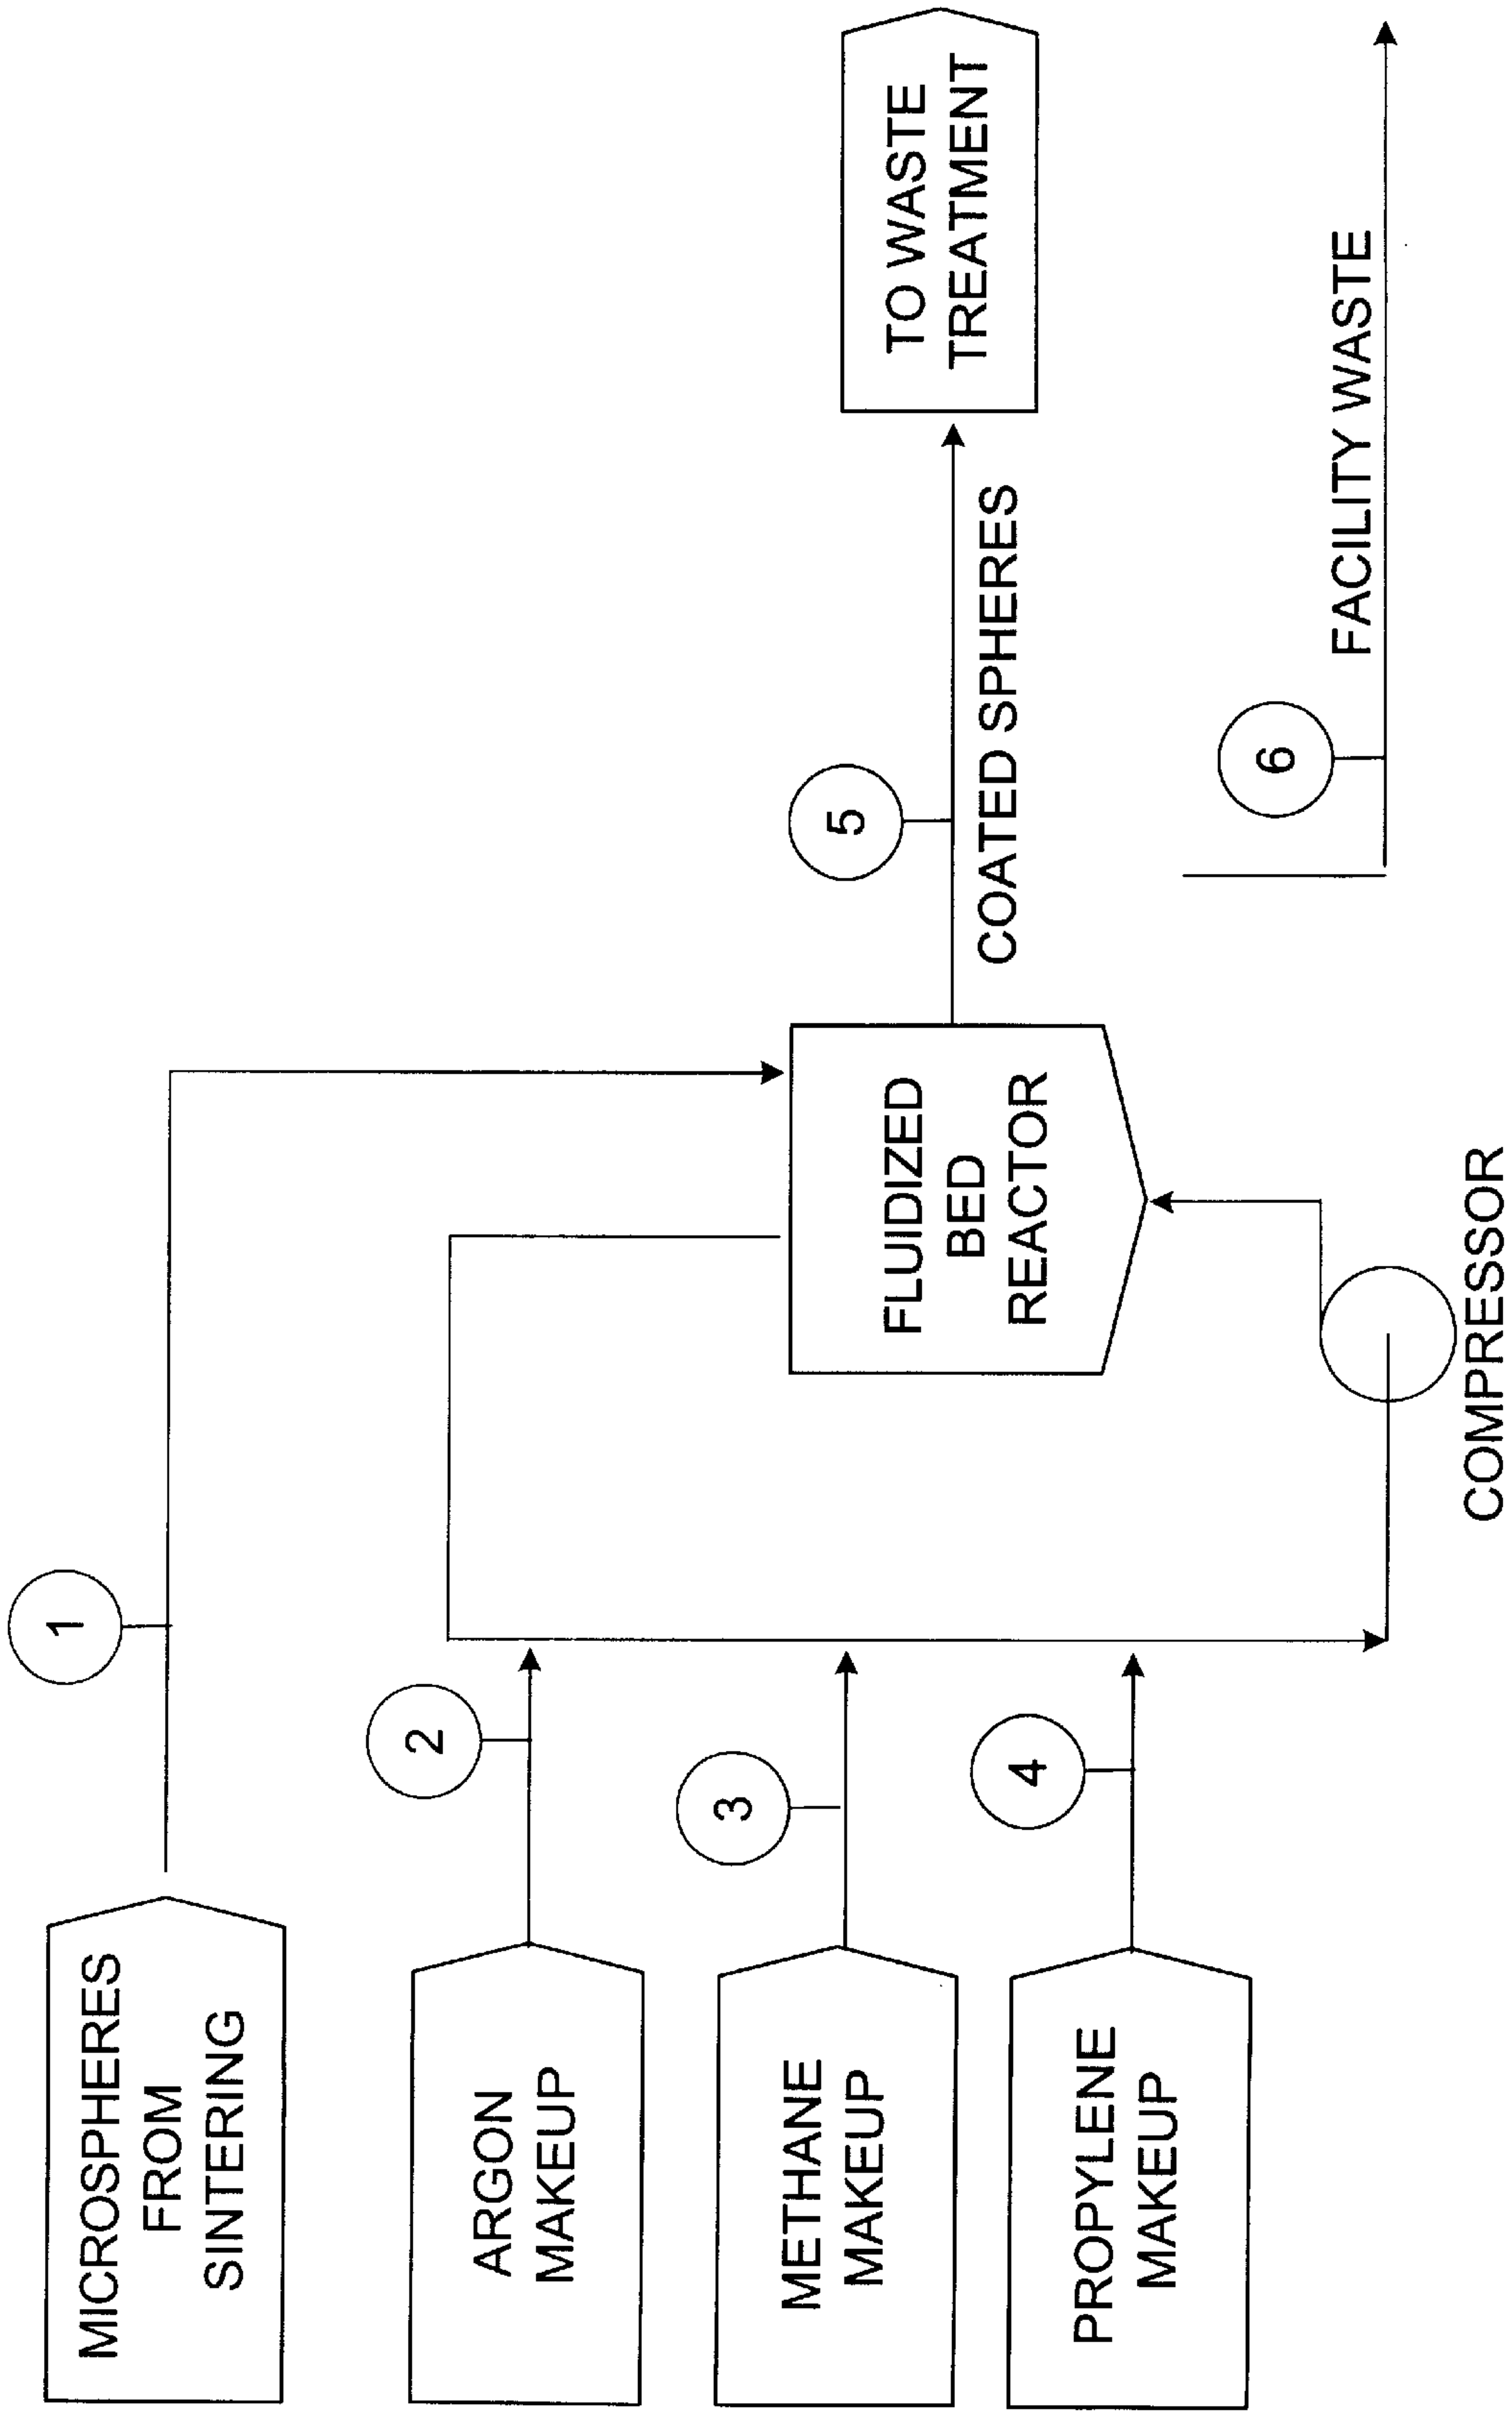 MICROSPHERES
FROM
SINTERING
1
ARGON
MAKEUP
2
METHANE
MAKEUP
3
PROPYLENE
MAKEUP
4
FLUIDIZED
BED
REACTOR
COMPRESSOR
5
COATED SPHERES
TO WASTE
TREATMENT
6
FACILITY WASTE